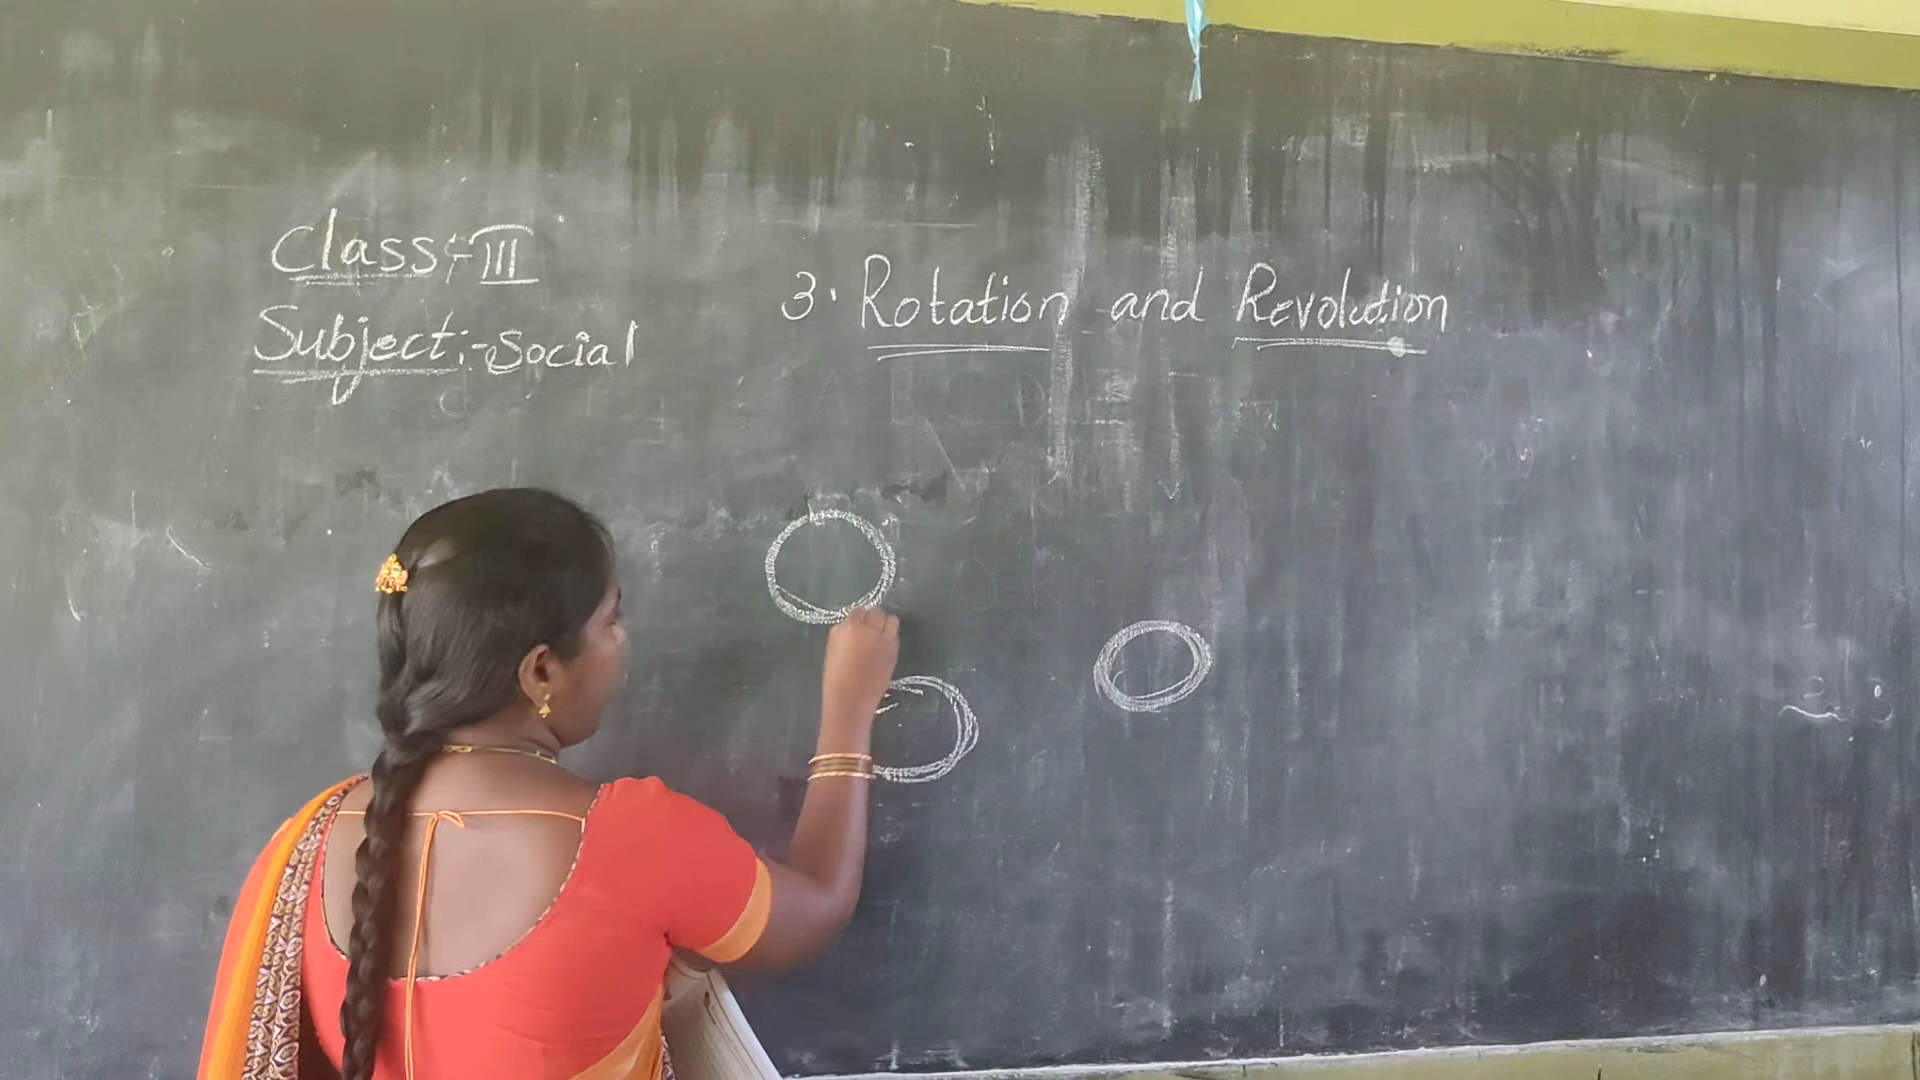 Class:-III
Subject:-Social
3. Rotation and Revolution